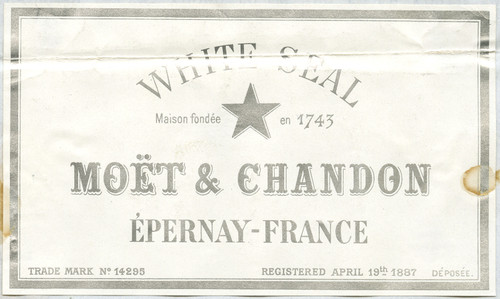 WHITE SEAL
Maison fondée en 1743
MOËT & CHANDON
ÉPERNAY-FRANCE
TRADE MARK Nº 14295 REGISTERED APRIL 19th 1887 DÉPOSÉE.